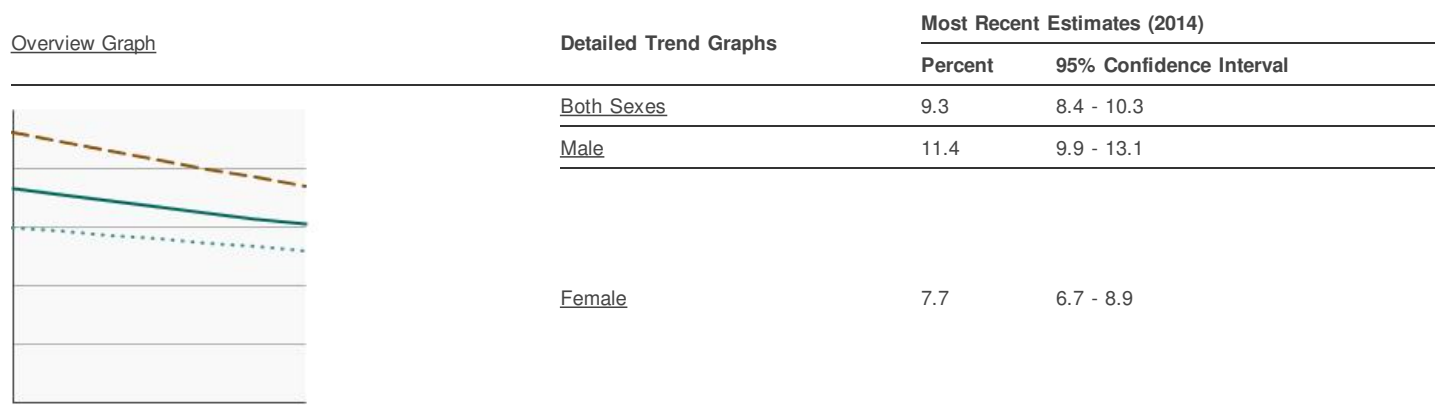 Overview Graph Detailed Trend Graphs Most Recent Estimates (2014)
Percent 95% Confidence Interval
Both Sexes 9.3 8.4 - 10.3
Male 11.4 9.9 - 13.1
Female 7.7 6.7 - 8.9